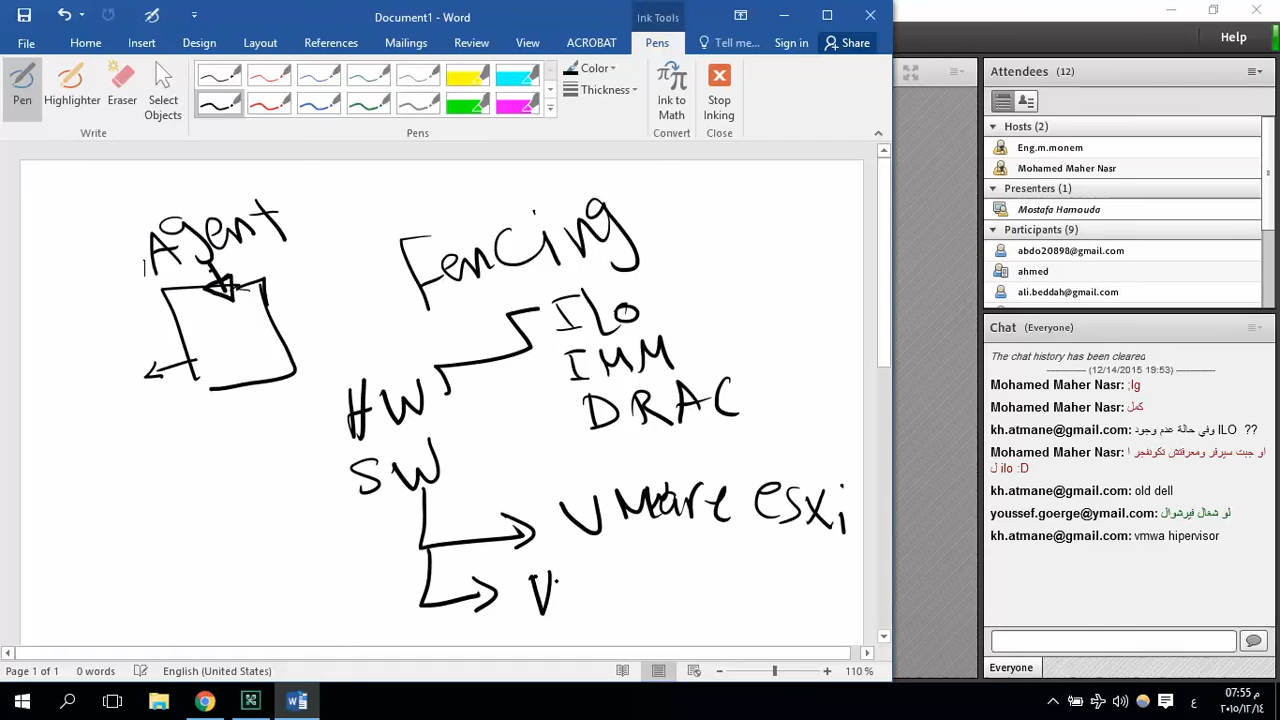 Document1 - Word
Ink Tools
File
Home
Insert
Design
Layout
References
Mailings
Review
View
ACROBAT
Pens
Tell me...
Sign in
Share
Pen
Highlighter
Eraser
Select Objects
Color
Thickness
Ink to Math
Stop Inking
Write
Pens
Convert
Close
Agent
Fencing
ILO
IMM
DRAC
HW
SW
VMware esxi
V
Page 1 of 1
0 words
English (United States)
110 %
Help
Attendees (12)
Hosts (2)
Eng.m.monem
Mohamed Maher Nasr
Presenters (1)
Mostafa Hamouda
Participants (9)
abdo20898@gmail.com
ahmed
ali.beddah@gmail.com
Chat (Everyone)
The chat history has been cleared
(12/14/2015 19:53)
Mohamed Maher Nasr: ;lg
Mohamed Maher Nasr: كمل
kh.atmane@gmail.com: وفي حالة عدم وجود ILO ??
Mohamed Maher Nasr: او جبت سيرفر ومعرفتش تكونفجر ا
ل ilo :D
kh.atmane@gmail.com: old dell
youssef.goerge@ymail.com: لو شغال فيرشوال
kh.atmane@gmail.com: vmwa hipervisor
Everyone
ع
07:55 م
٢٠١٥/١٢/١٤